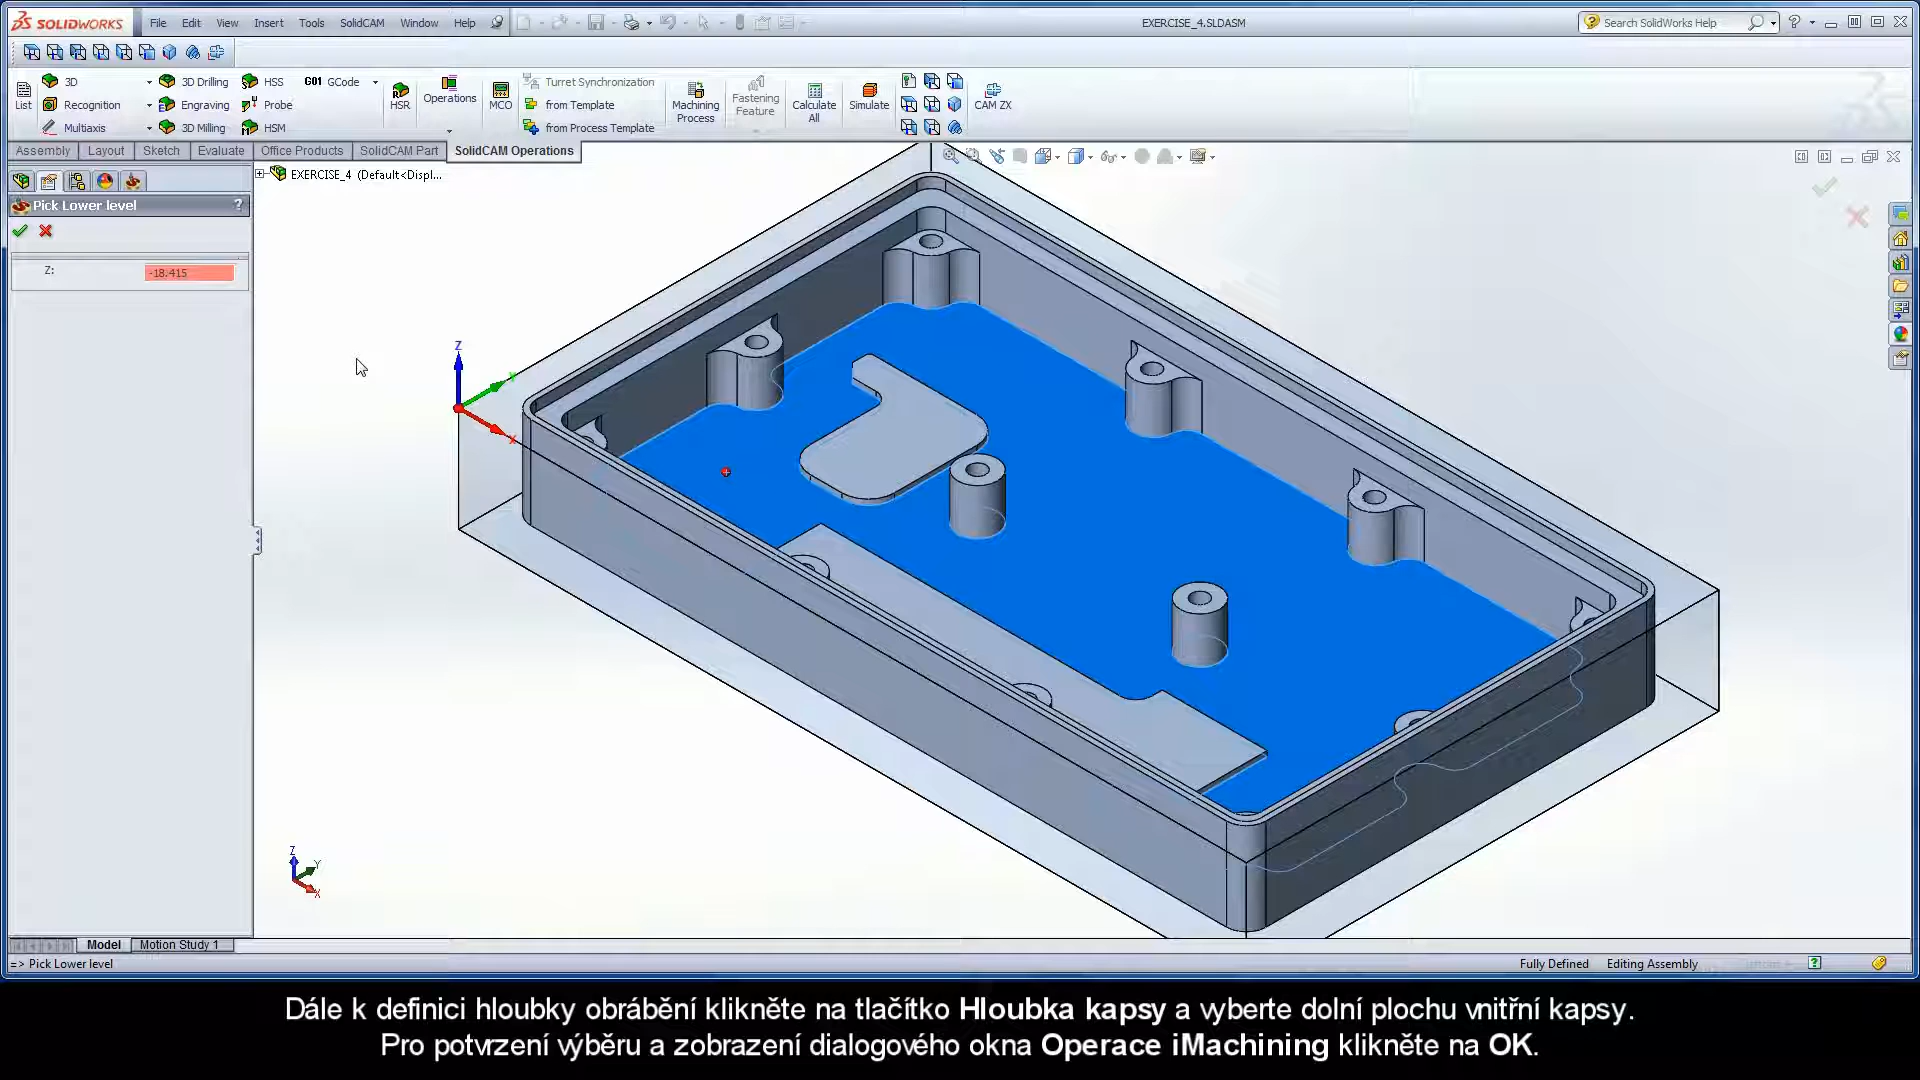 SOLIDWORKS File Edit View Insert Tools SolidCAM Window Help EXERCISE_4.SLDASM Search SolidWorks Help
List 3D Recognition Multiaxis 3D Drilling Engraving 3D Milling HSS Probe HSM G01 GCode HSR Operations MCO Turret Synchronization from Template from Process Template Machining Process Fastening Feature Calculate All Simulate CAM ZX
Assembly Layout Sketch Evaluate Office Products SolidCAM Part SolidCAM Operations
EXERCISE_4 (Default<Displ...
Pick Lower level ?
Z: -18.415
Z
Y
X
Z
Y
X
Model Motion Study 1
=> Pick Lower level Fully Defined Editing Assembly
Dále k definici hloubky obrábění klikněte na tlačítko Hloubka kapsy a vyberte dolní plochu vnitřní kapsy.
Pro potvrzení výběru a zobrazení dialogového okna Operace iMachining klikněte na OK.